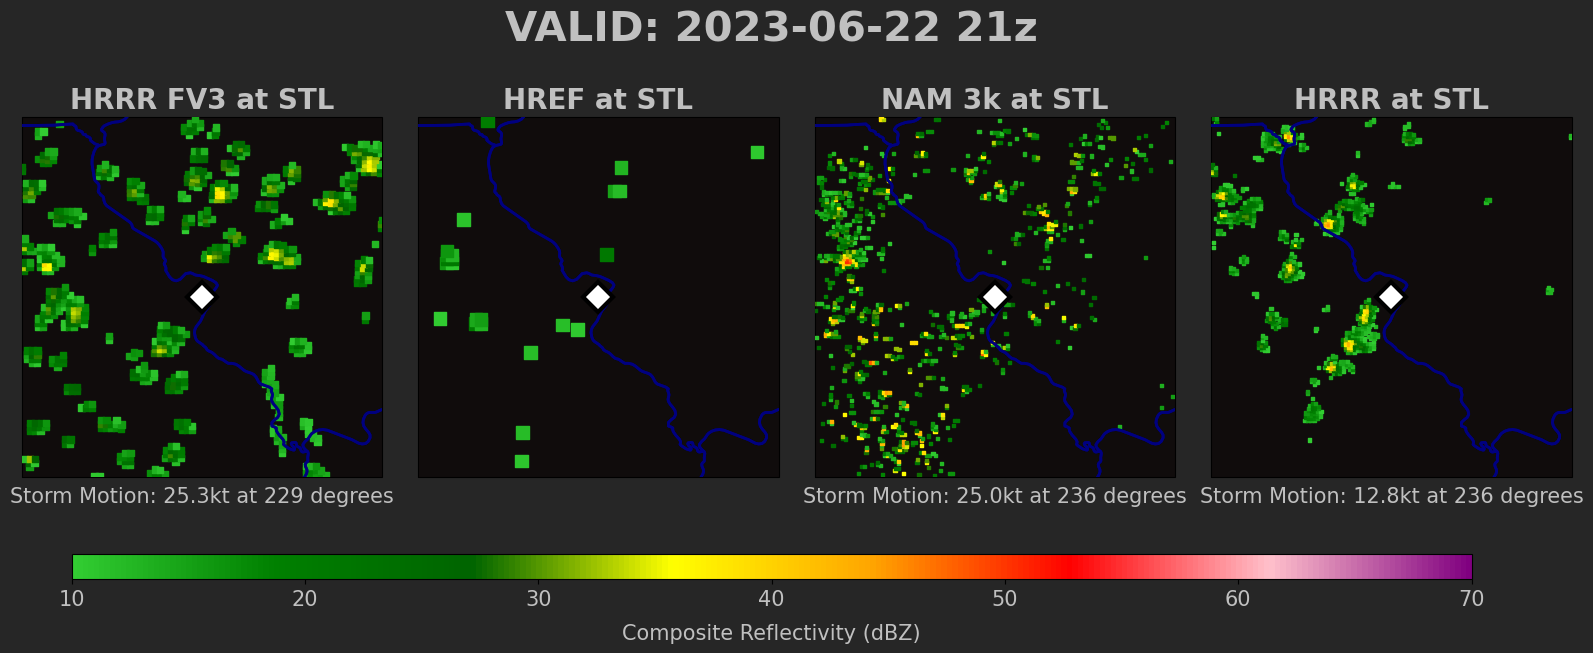 VALID: 2023-06-22 21z
HRRR FV3 at STL
HREF at STL
NAM 3k at STL
HRRR at STL
Storm Motion: 25.3kt at 229 degrees
Storm Motion: 25.0kt at 236 degrees
Storm Motion: 12.8kt at 236 degrees
10 20 30 40 50 60 70
Composite Reflectivity (dBZ)